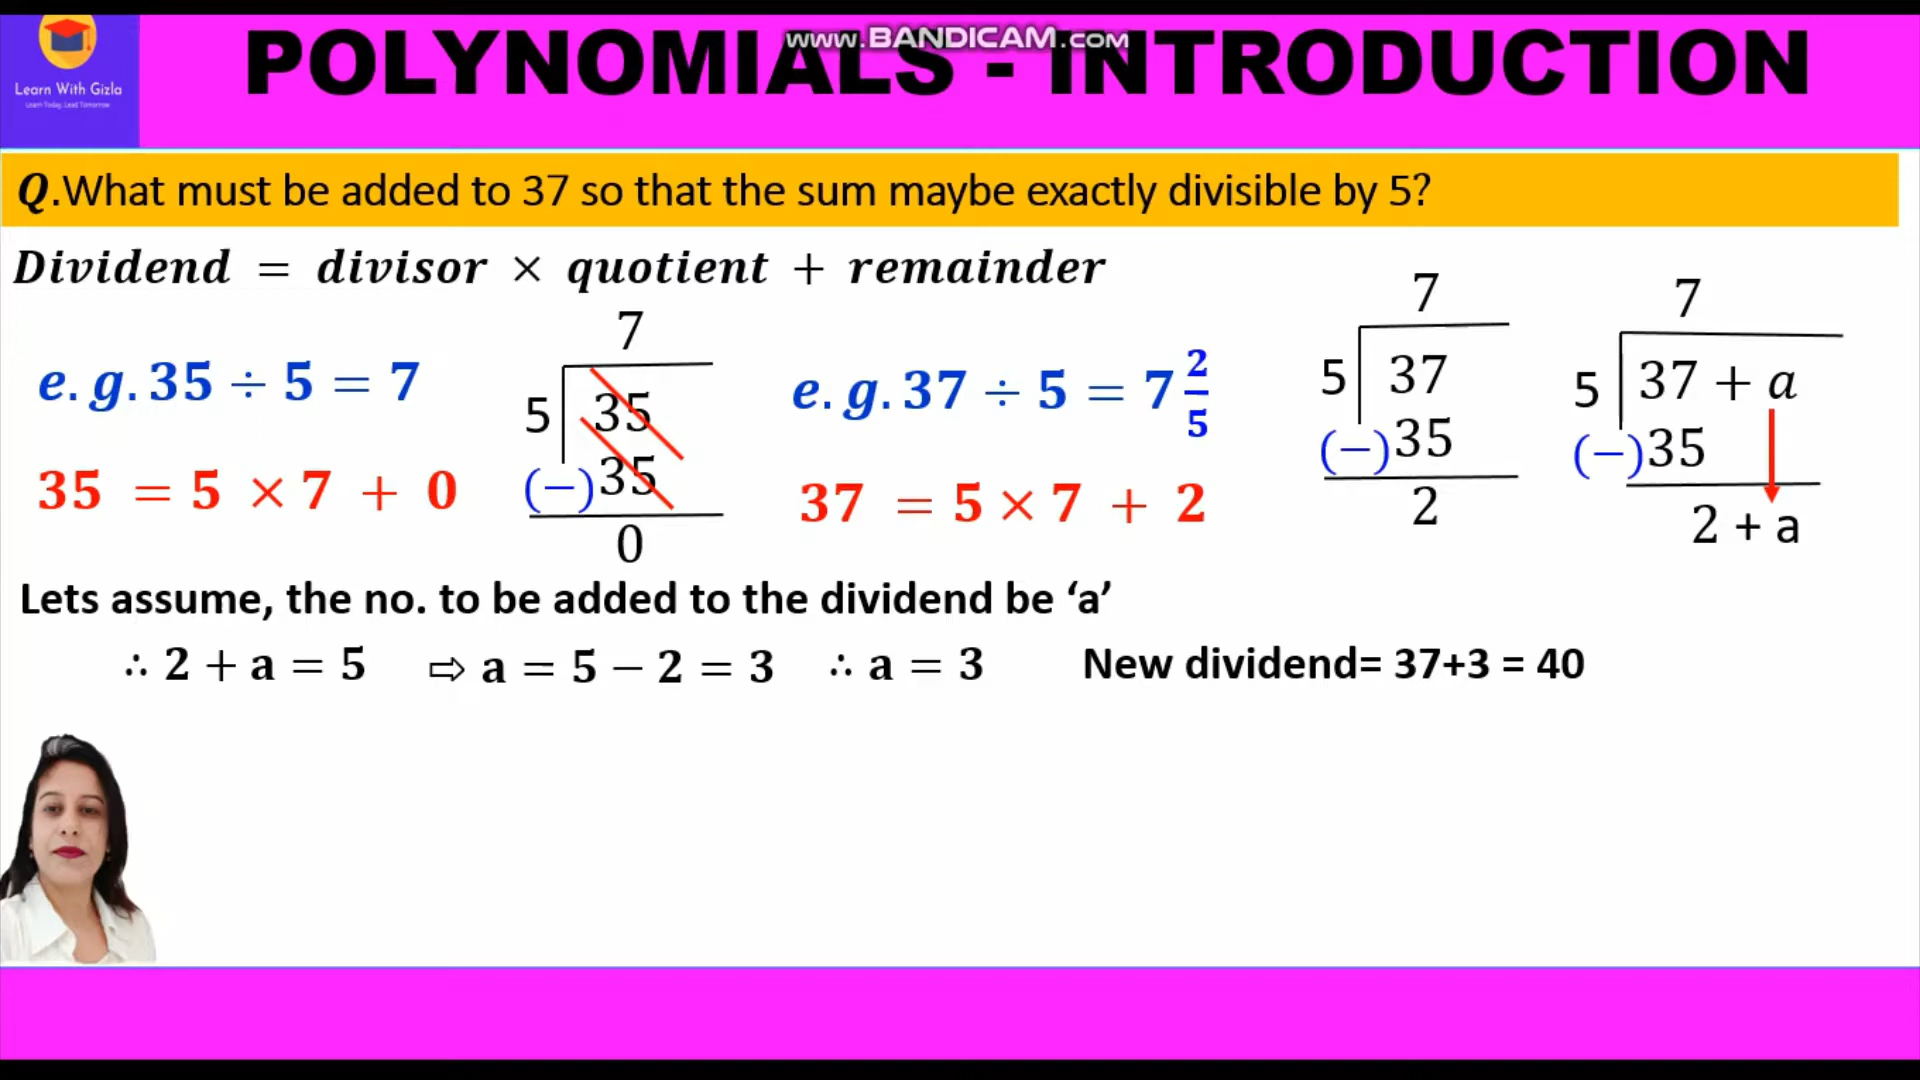 www.BANDICAM.com
POLYNOMIALS - INTRODUCTION
Learn With Gizla
Learn Today, Lead Tomorrow
Q.What must be added to 37 so that the sum maybe exactly divisible by 5?
Dividend = divisor × quotient + remainder
e.g. 35 ÷ 5 = 7
35 = 5 × 7 + 0
7
5 35
(−)35
0
e.g. 37 ÷ 5 = 7 2/5
37 = 5 × 7 + 2
7
5 37
(−)35
2
7
5 37 + a
(−)35
2 + a
Lets assume, the no. to be added to the dividend be ‘a’
∴ 2 + a = 5 ⇨ a = 5 − 2 = 3 ∴ a = 3 New dividend= 37+3 = 40